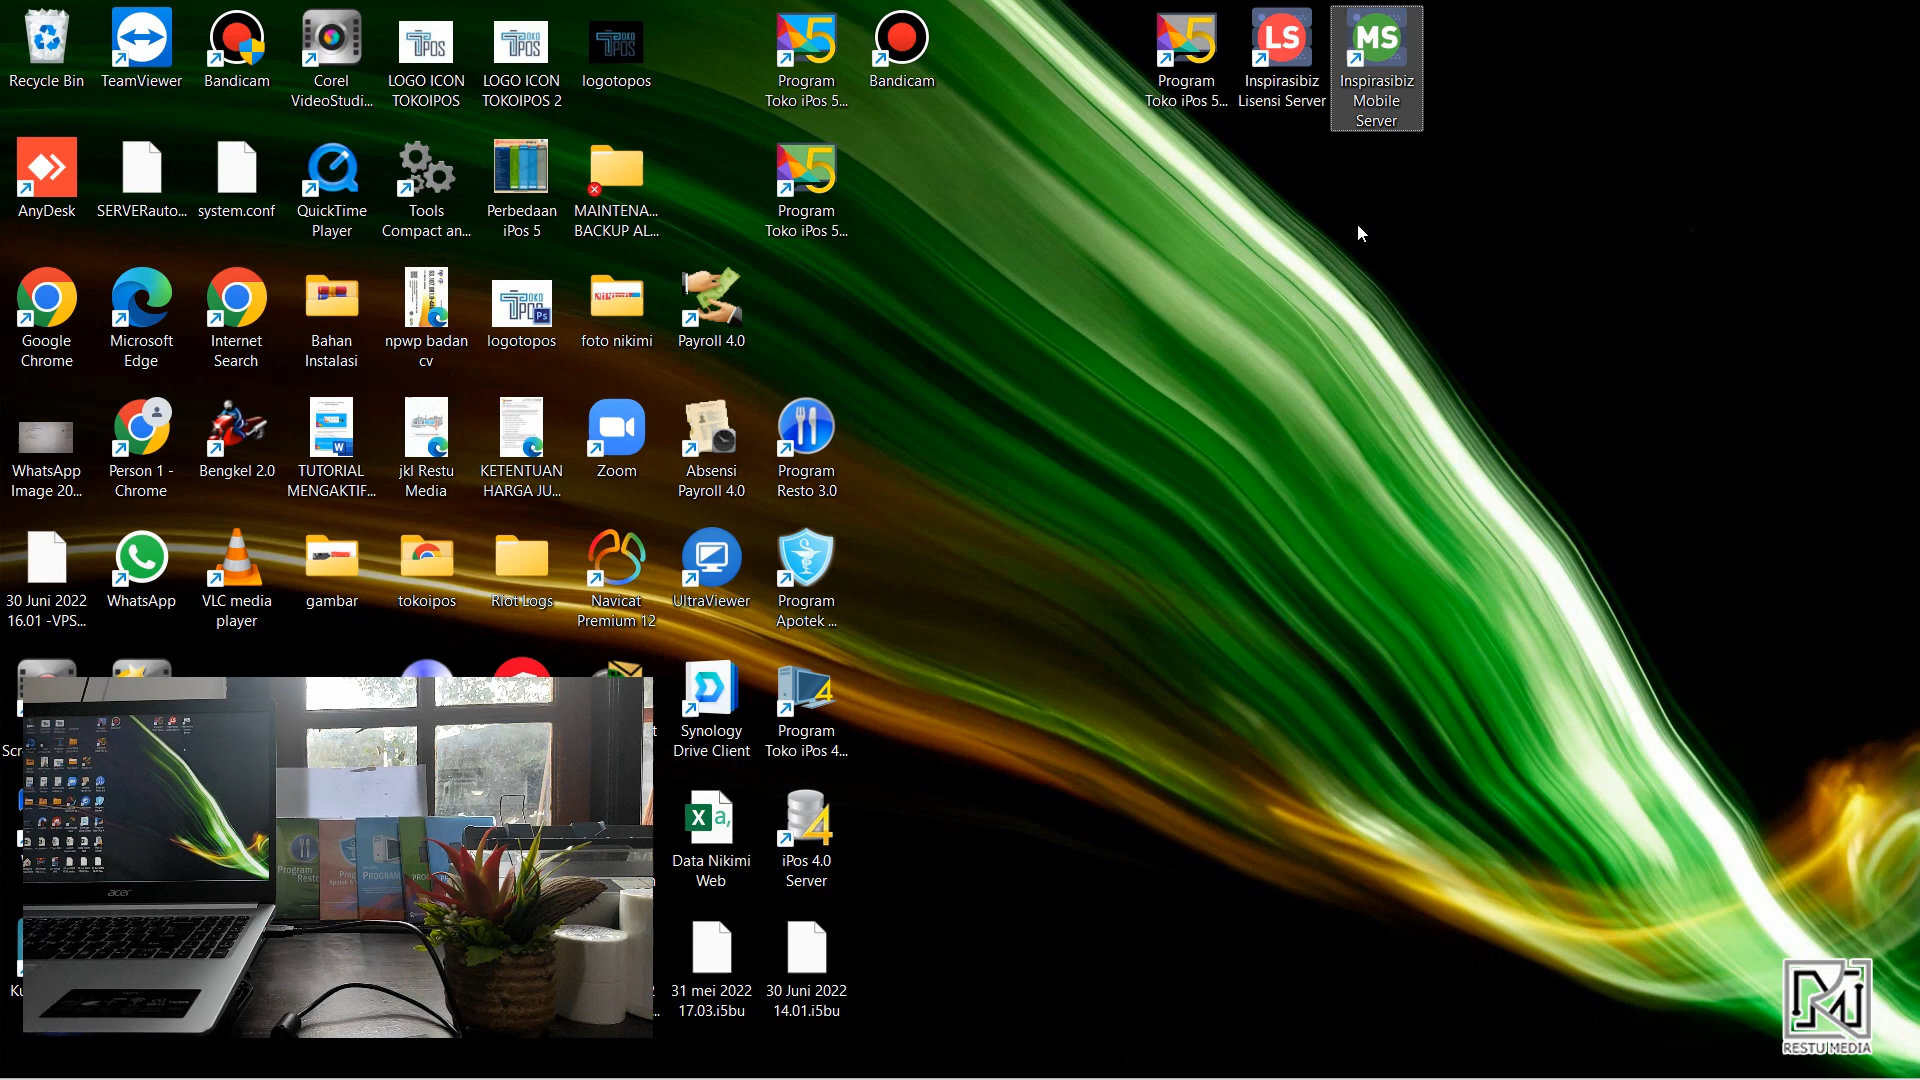 Recycle Bin
TeamViewer
Bandicam
Corel
VideoStudi...
LOGO ICON
TOKOIPOS
LOGO ICON
TOKOIPOS 2
logotopos
Program
Toko iPos 5...
Bandicam
Program
Toko iPos 5...
Inspirasibiz
Lisensi Server
Inspirasibiz
Mobile
Server
AnyDesk
SERVERauto...
system.conf
QuickTime
Player
Tools
Compact an...
Perbedaan
iPos 5
MAINTENA...
BACKUP AL...
Program
Toko iPos 5...
Google
Chrome
Microsoft
Edge
Internet
Search
Bahan
Instalasi
npwp badan
cv
logotopos
foto nikimi
Payroll 4.0
WhatsApp
Image 20...
Person 1 -
Chrome
Bengkel 2.0
TUTORIAL
MENGAKTIF...
jkl Restu
Media
KETENTUAN
HARGA JU...
Zoom
Absensi
Payroll 4.0
Program
Resto 3.0
30 Juni 2022
16.01 -VPS...
WhatsApp
VLC media
player
gambar
tokoipos
Riot Logs
Navicat
Premium 12
UltraViewer
Program
Apotek ...
Synology
Drive Client
Program
Toko iPos 4...
Data Nikimi
Web
iPos 4.0
Server
31 mei 2022
17.03.i5bu
30 Juni 2022
14.01.i5bu
acer
Program
Resto
PROGRAM
LS
MS
RESTU MEDIA